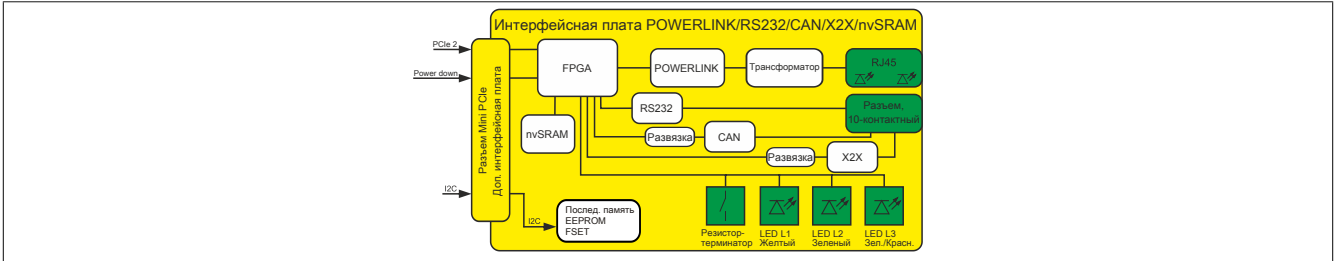 Интерфейсная плата POWERLINK/RS232/CAN/X2X/nvSRAM
PCIe 2
Power down
I2C
Разъем Mini PCIe
Доп. интерфейсная плата
FPGA
POWERLINK
Трансформатор
RJ45
RS232
Разъем,
10-контактный
nvSRAM
Развязка
CAN
Развязка
X2X
I2C
Послед. память
EEPROM
FSET
Резистор-
терминатор
LED L1
Желтый
LED L2
Зеленый
LED L3
Зел./Красн.